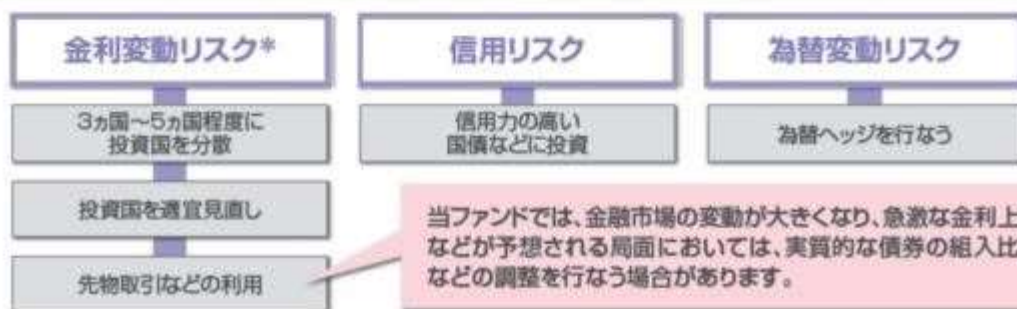 金利変動リスク*
信用リスク
為替変動リスク
3ヵ国～5ヵ国程度に
投資国を分散
信用力の高い
国債などに投資
為替ヘッジを行なう
投資国を適宜見直し
先物取引などの利用
当ファンドでは、金融市場の変動が大きくなり、急激な金利上
などが予想される局面においては、実質的な債券の組入比
などの調整を行なう場合があります。